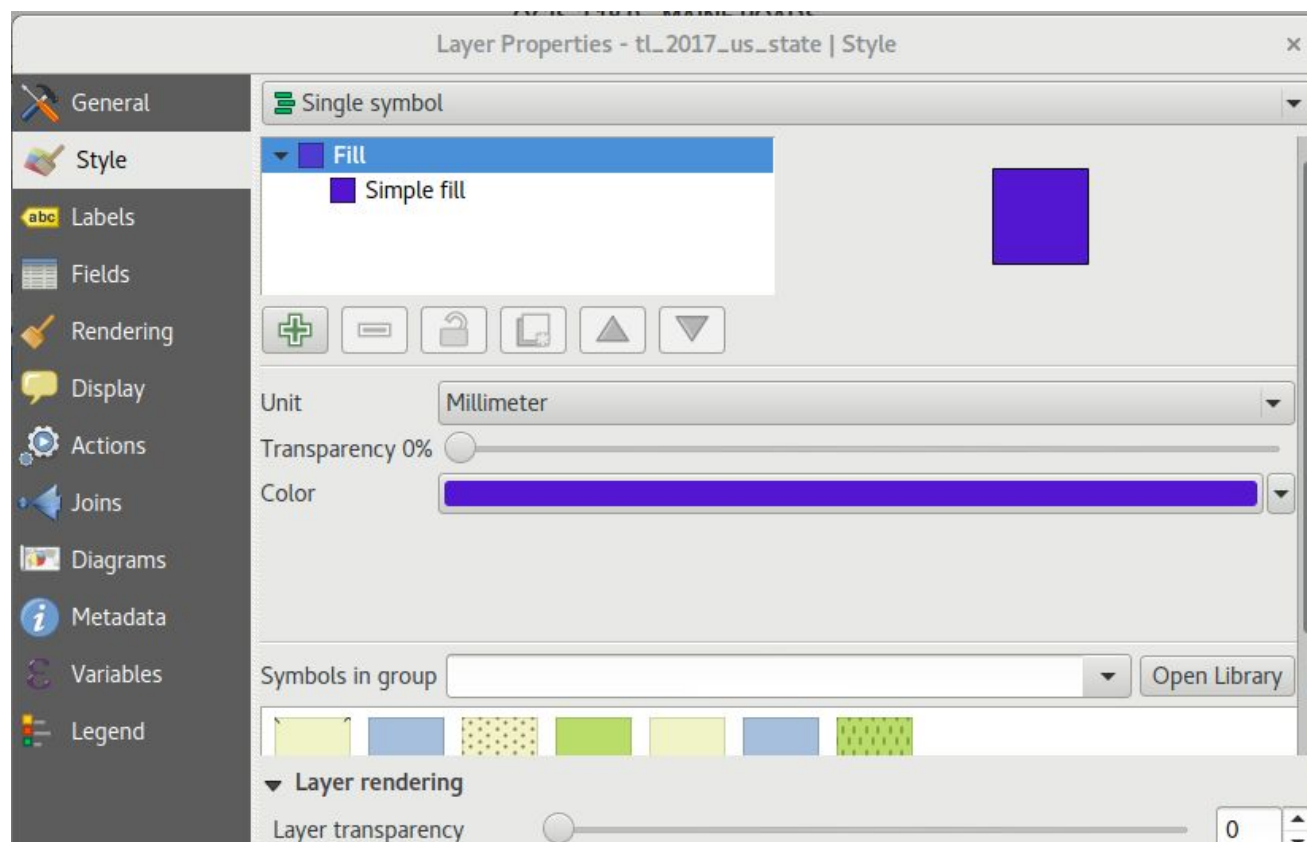 Layer Properties - tl_2017_us_state | Style
General
Single symbol
Style
Fill
Simple fill
abc Labels
Fields
Rendering
Display
Unit
Millimeter
Actions
Transparency 0%
Color
Joins
Diagrams
i Metadata
ε Variables
Symbols in group
Open Library
Legend
Layer rendering
Layer transparency
0